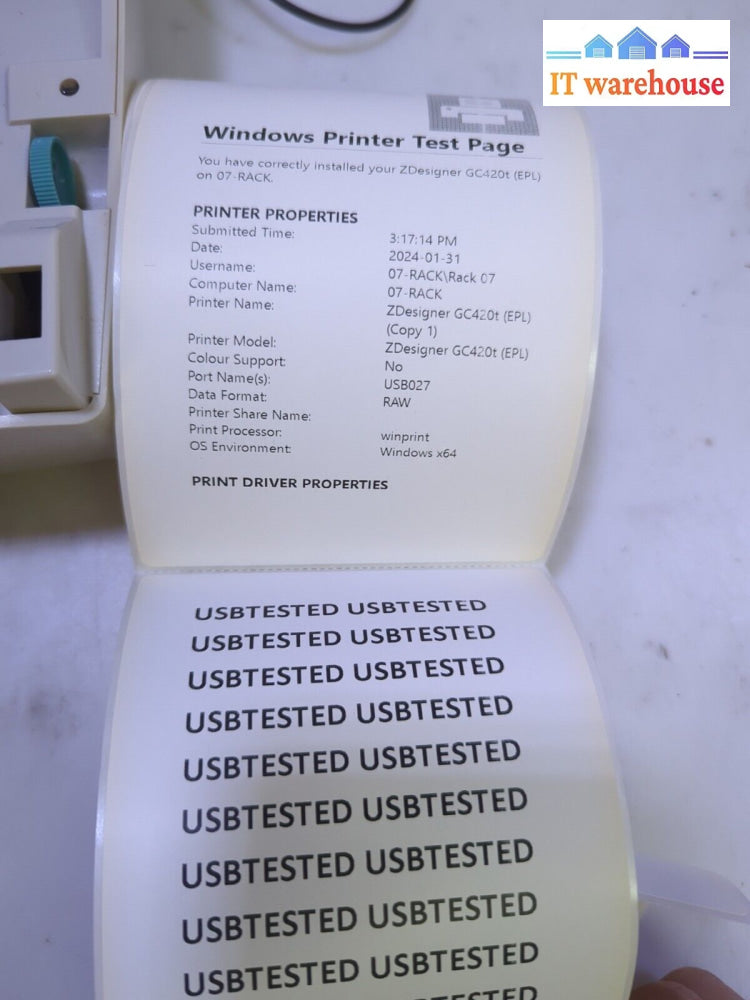 IT warehouse
Windows Printer Test Page
You have correctly installed your ZDesigner GC420t (EPL)
on 07-RACK.
PRINTER PROPERTIES
Submitted Time: 3:17:14 PM
Date: 2024-01-31
Username: 07-RACK\Rack 07
Computer Name: 07-RACK
Printer Name: ZDesigner GC420t (EPL)
(Copy 1)
Printer Model: ZDesigner GC420t (EPL)
Colour Support: No
Port Name(s): USB027
Data Format: RAW
Printer Share Name:
Print Processor: winprint
OS Environment: Windows x64
PRINT DRIVER PROPERTIES
USBTESTED USBTESTED
USBTESTED USBTESTED
USBTESTED USBTESTED
USBTESTED USBTESTED
USBTESTED USBTESTED
USBTESTED USBTESTED
USBTESTED USBTESTED
USBTESTED USBTESTED
USBTESTED USBTESTED